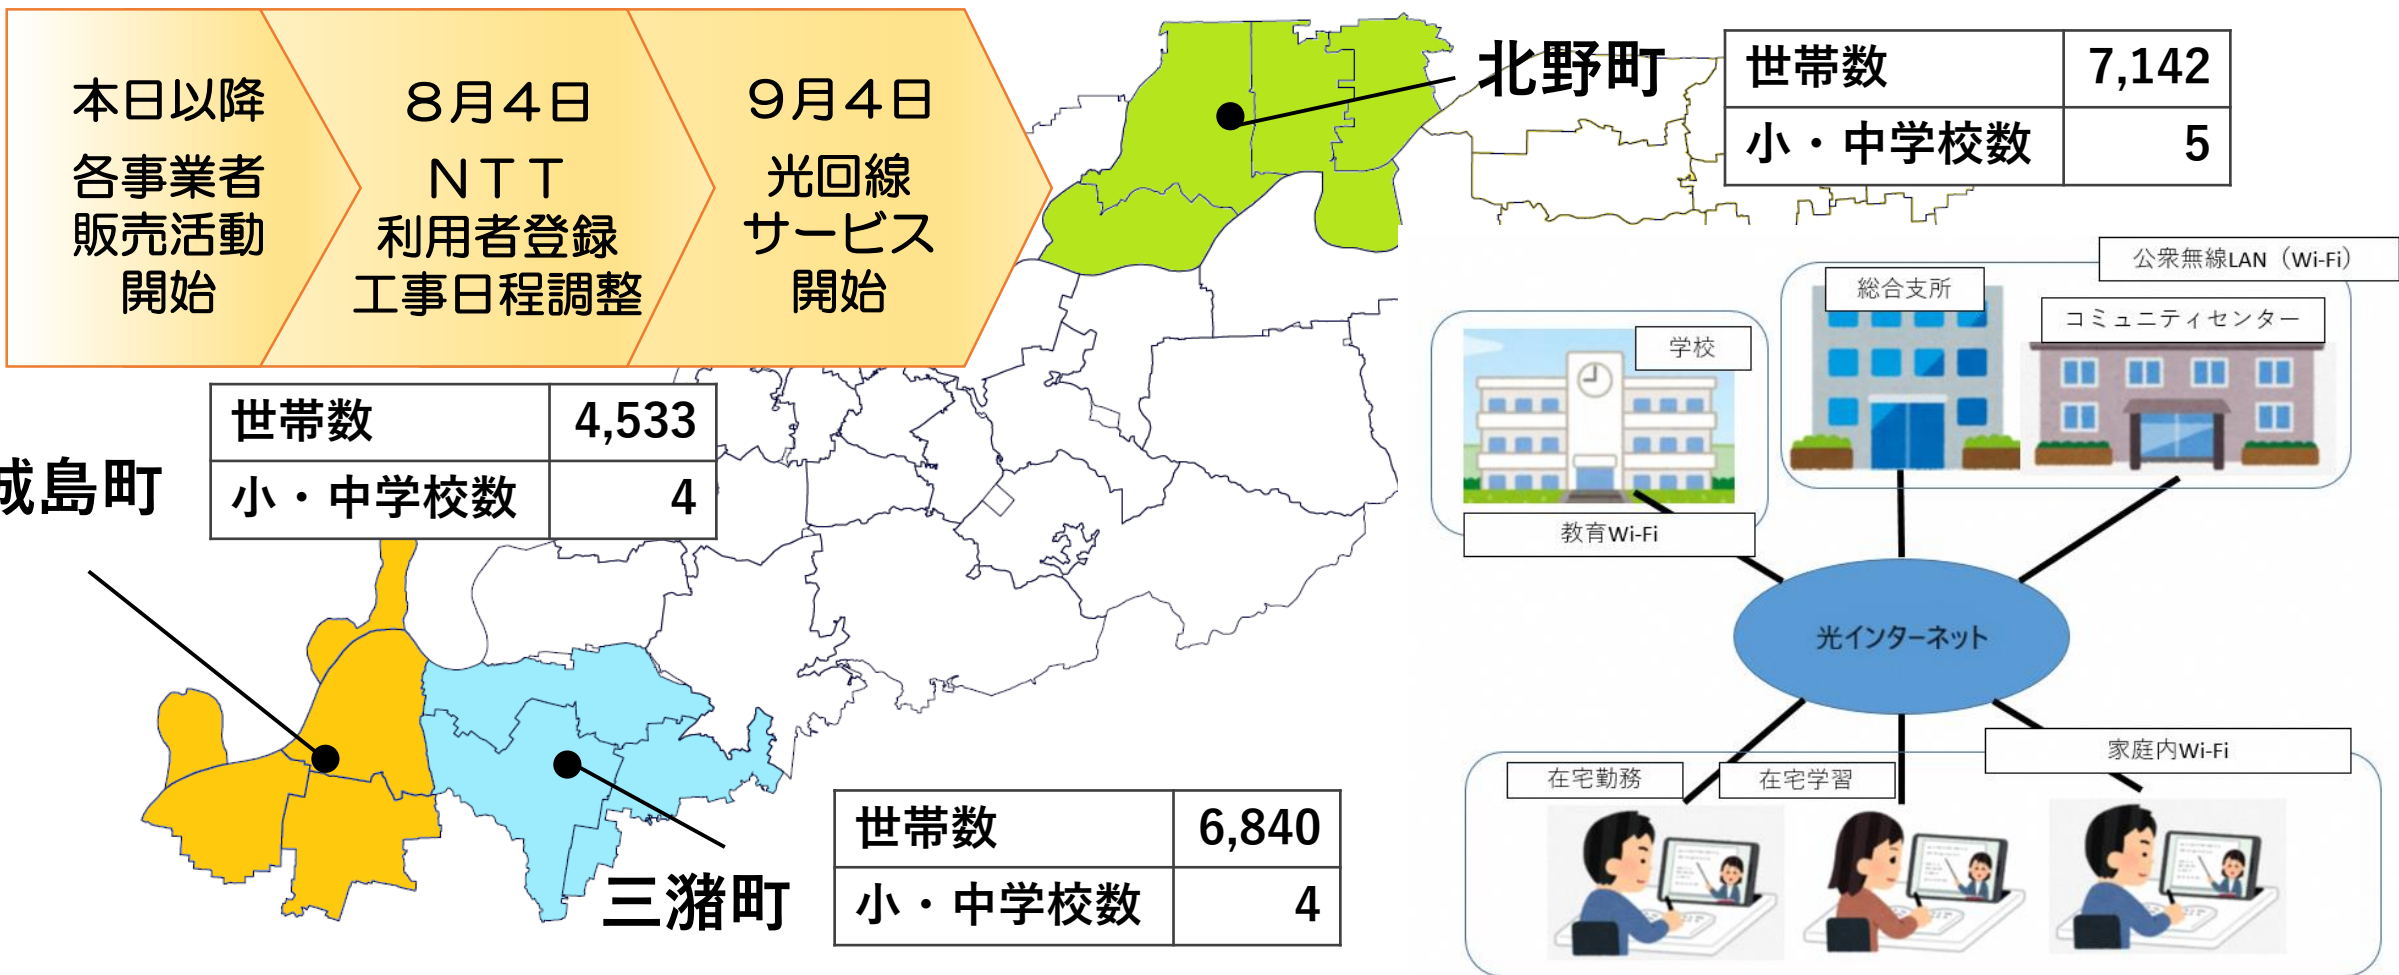 本日以降
各事業者
販売活動
開始
８月４日
ＮＴＴ
利用者登録
工事日程調整
９月４日
光回線
サービス
開始
北野町
世帯数 7,142
小・中学校数 5
世帯数 4,533
小・中学校数 4
城島町
三潴町
世帯数 6,840
小・中学校数 4
公衆無線LAN（Wi-Fi）
総合支所
コミュニティセンター
学校
教育Wi-Fi
光インターネット
家庭内Wi-Fi
在宅勤務
在宅学習